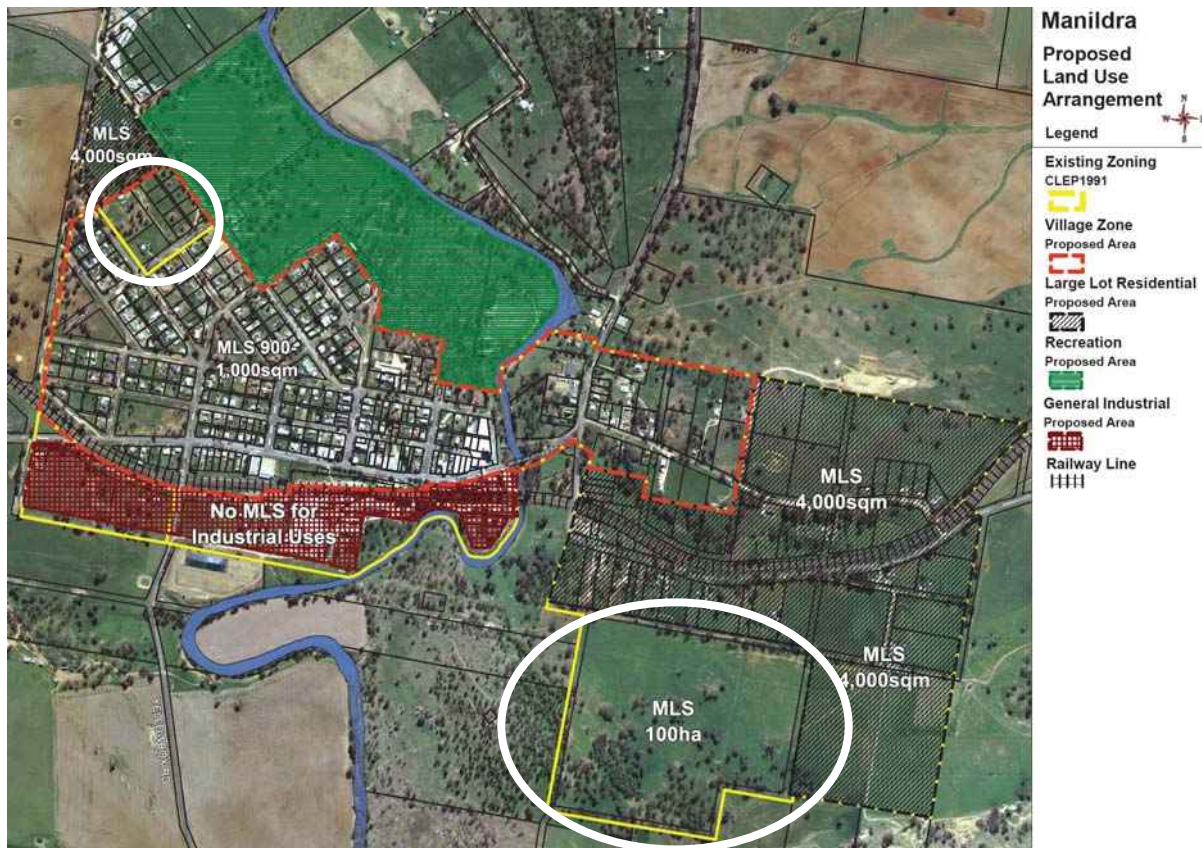 Manildra
Proposed
Land Use
Arrangement
N
W
S
Legend
Existing Zoning
CLEP1991
Village Zone
Proposed Area
Large Lot Residential
Proposed Area
Recreation
Proposed Area
General Industrial
Proposed Area
Railway Line
MLS
4,000sqm
MLS 900-
1,000sqm
No MLS for
Industrial Uses
MLS
4,000sqm
MLS
4,000sqm
MLS
100ha